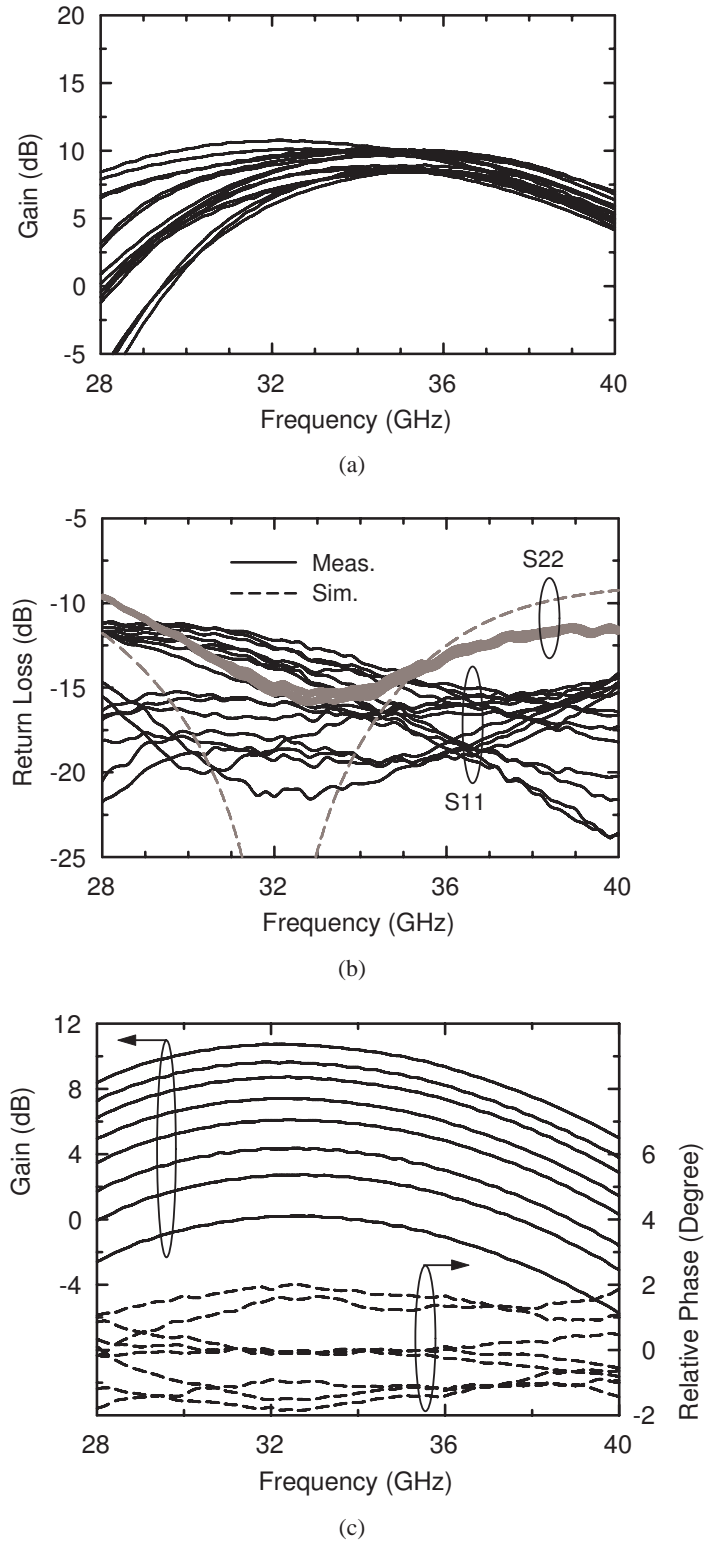 20
15
10
5
0
-5
Gain (dB)
28
32
36
40
Frequency (GHz)
(a)
-5
-10
-15
-20
-25
Return Loss (dB)
Meas.
Sim.
S22
S11
28
32
36
40
Frequency (GHz)
(b)
12
8
4
0
-4
Gain (dB)
6
4
2
0
-2
Relative Phase (Degree)
28
32
36
40
Frequency (GHz)
(c)